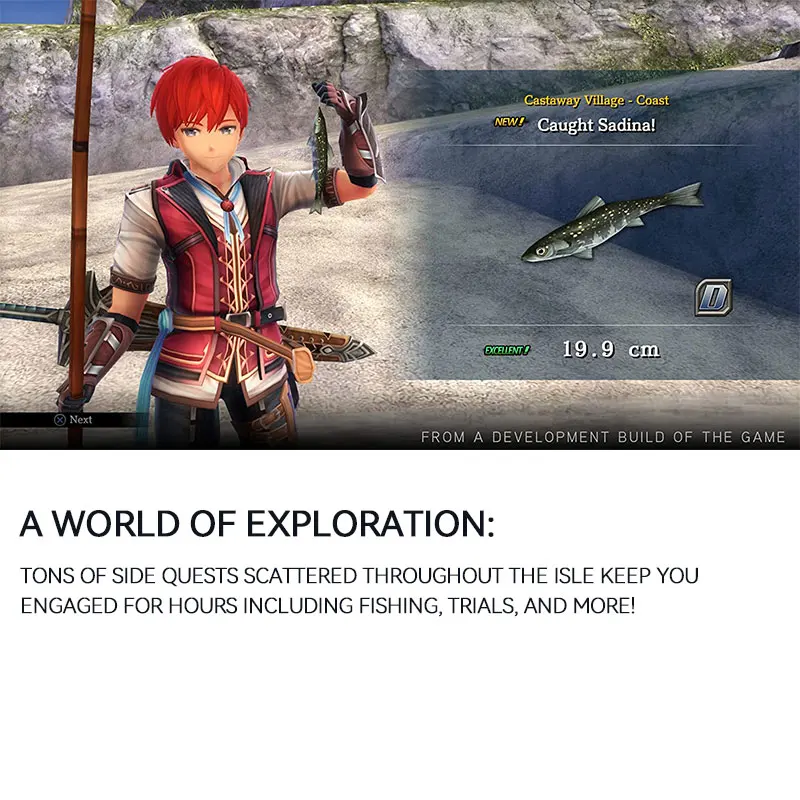 Castaway Village - Coast
NEW! Caught Sadina!
D
EXCELLENT! 19.9 cm
Next
FROM A DEVELOPMENT BUILD OF THE GAME
A WORLD OF EXPLORATION:
TONS OF SIDE QUESTS SCATTERED THROUGHOUT THE ISLE KEEP YOU
ENGAGED FOR HOURS INCLUDING FISHING, TRIALS, AND MORE!